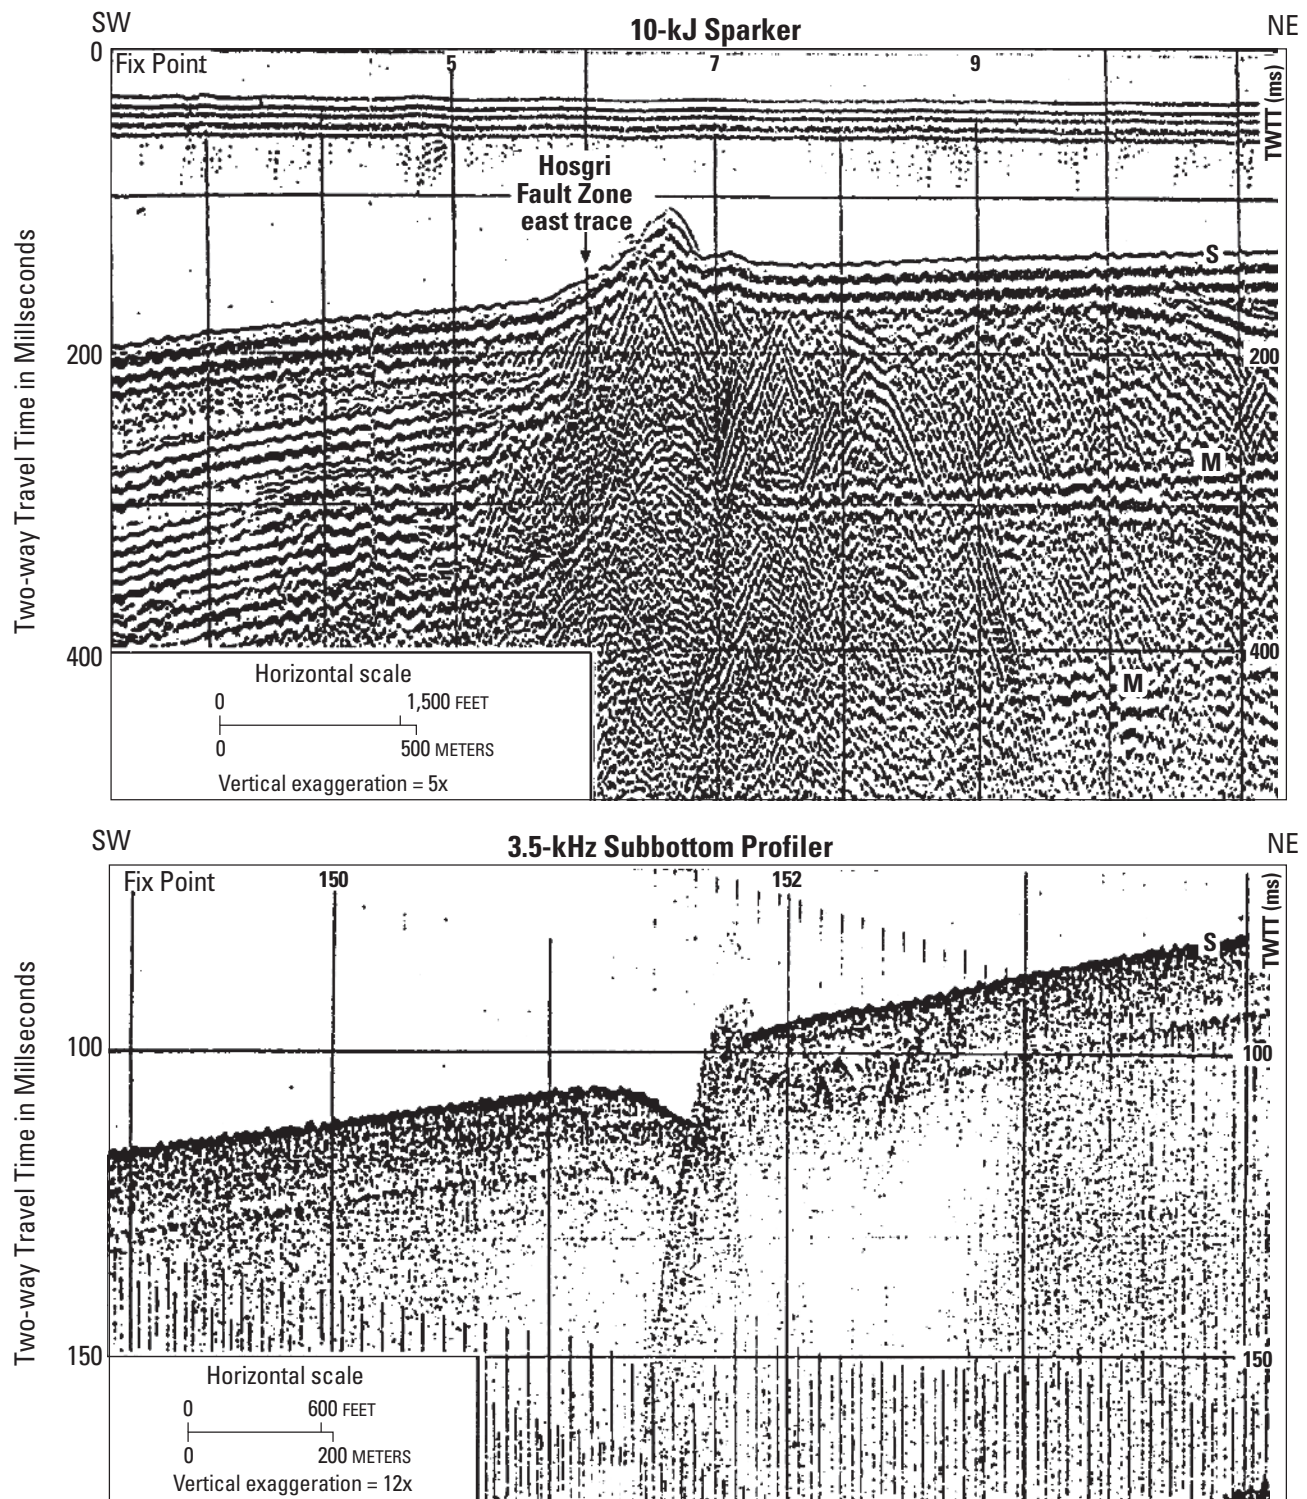 SW 10-kJ Sparker NE
0
Fix Point 5 7 9
TWTT (ms)
Hosgri
Fault Zone
east trace
S
Two-way Travel Time in Millseconds
200 200
M
400 400
M
Horizontal scale
0 1,500 FEET
0 500 METERS
Vertical exaggeration = 5x
SW 3.5-kHz Subbottom Profiler NE
Fix Point 150 152
TWTT (ms)
S
Two-way Travel Time in Millseconds
100 100
150 150
Horizontal scale
0 600 FEET
0 200 METERS
Vertical exaggeration = 12x